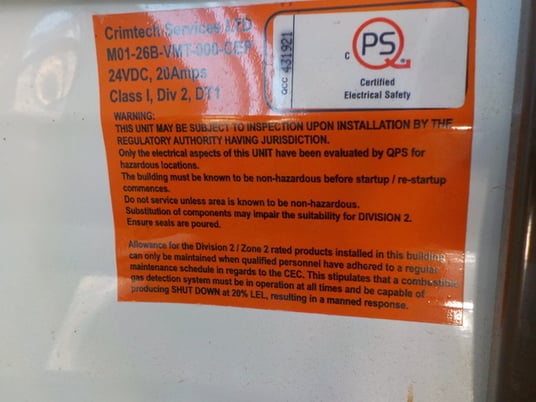 Crimtech Services LTD
M01-26B-VMT-000-CEP
24VDC, 20Amps
Class I, Div 2, DT1
QCC 431921
C QPS
Certified
Electrical Safety
WARNING:
THIS UNIT MAY BE SUBJECT TO INSPECTION UPON INSTALLATION BY THE
REGULATORY AUTHORITY HAVING JURISDICTION.
Only the electrical aspects of this UNIT have been evaluated by QPS for
hazardous locations.
The building must be known to be non-hazardous before startup / re-startup
commences.
Do not service unless area is known to be non-hazardous.
Substitution of components may impair the suitability for DIVISION 2.
Ensure seals are poured.
Allowance for the Division 2 / Zone 2 rated products installed in this building
can only be maintained when qualified personnel have adhered to a regular
maintenance schedule in regards to the CEC. This stipulates that a combustible
gas detection system must be in operation at all times and be capable of
producing SHUT DOWN at 20% LEL, resulting in a manned response.